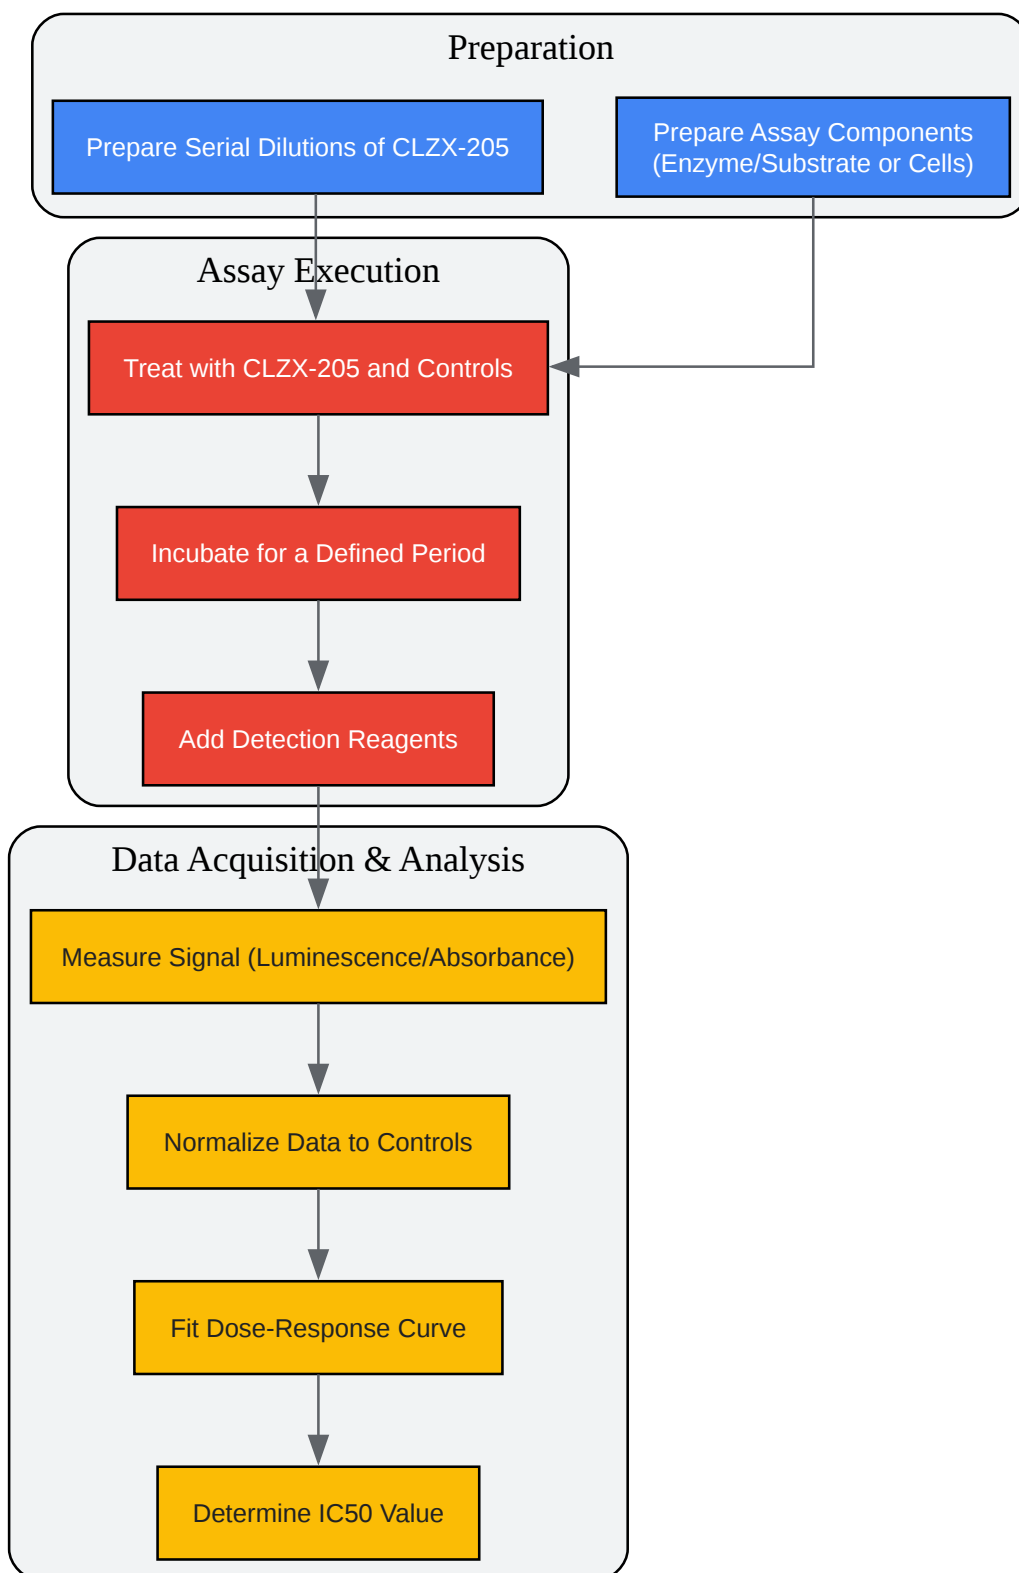 Preparation
Prepare Serial Dilutions of CLZX-205
Prepare Assay Components
(Enzyme/Substrate or Cells)
Assay Execution
Treat with CLZX-205 and Controls
Incubate for a Defined Period
Add Detection Reagents
Data Acquisition & Analysis
Measure Signal (Luminescence/Absorbance)
Normalize Data to Controls
Fit Dose-Response Curve
Determine IC50 Value